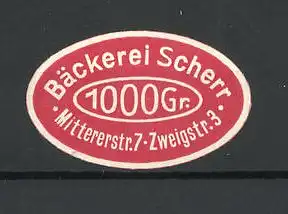 Bäckerei Scherr
1000Gr.
· Mittererstr.7-Zweigstr.3 ·